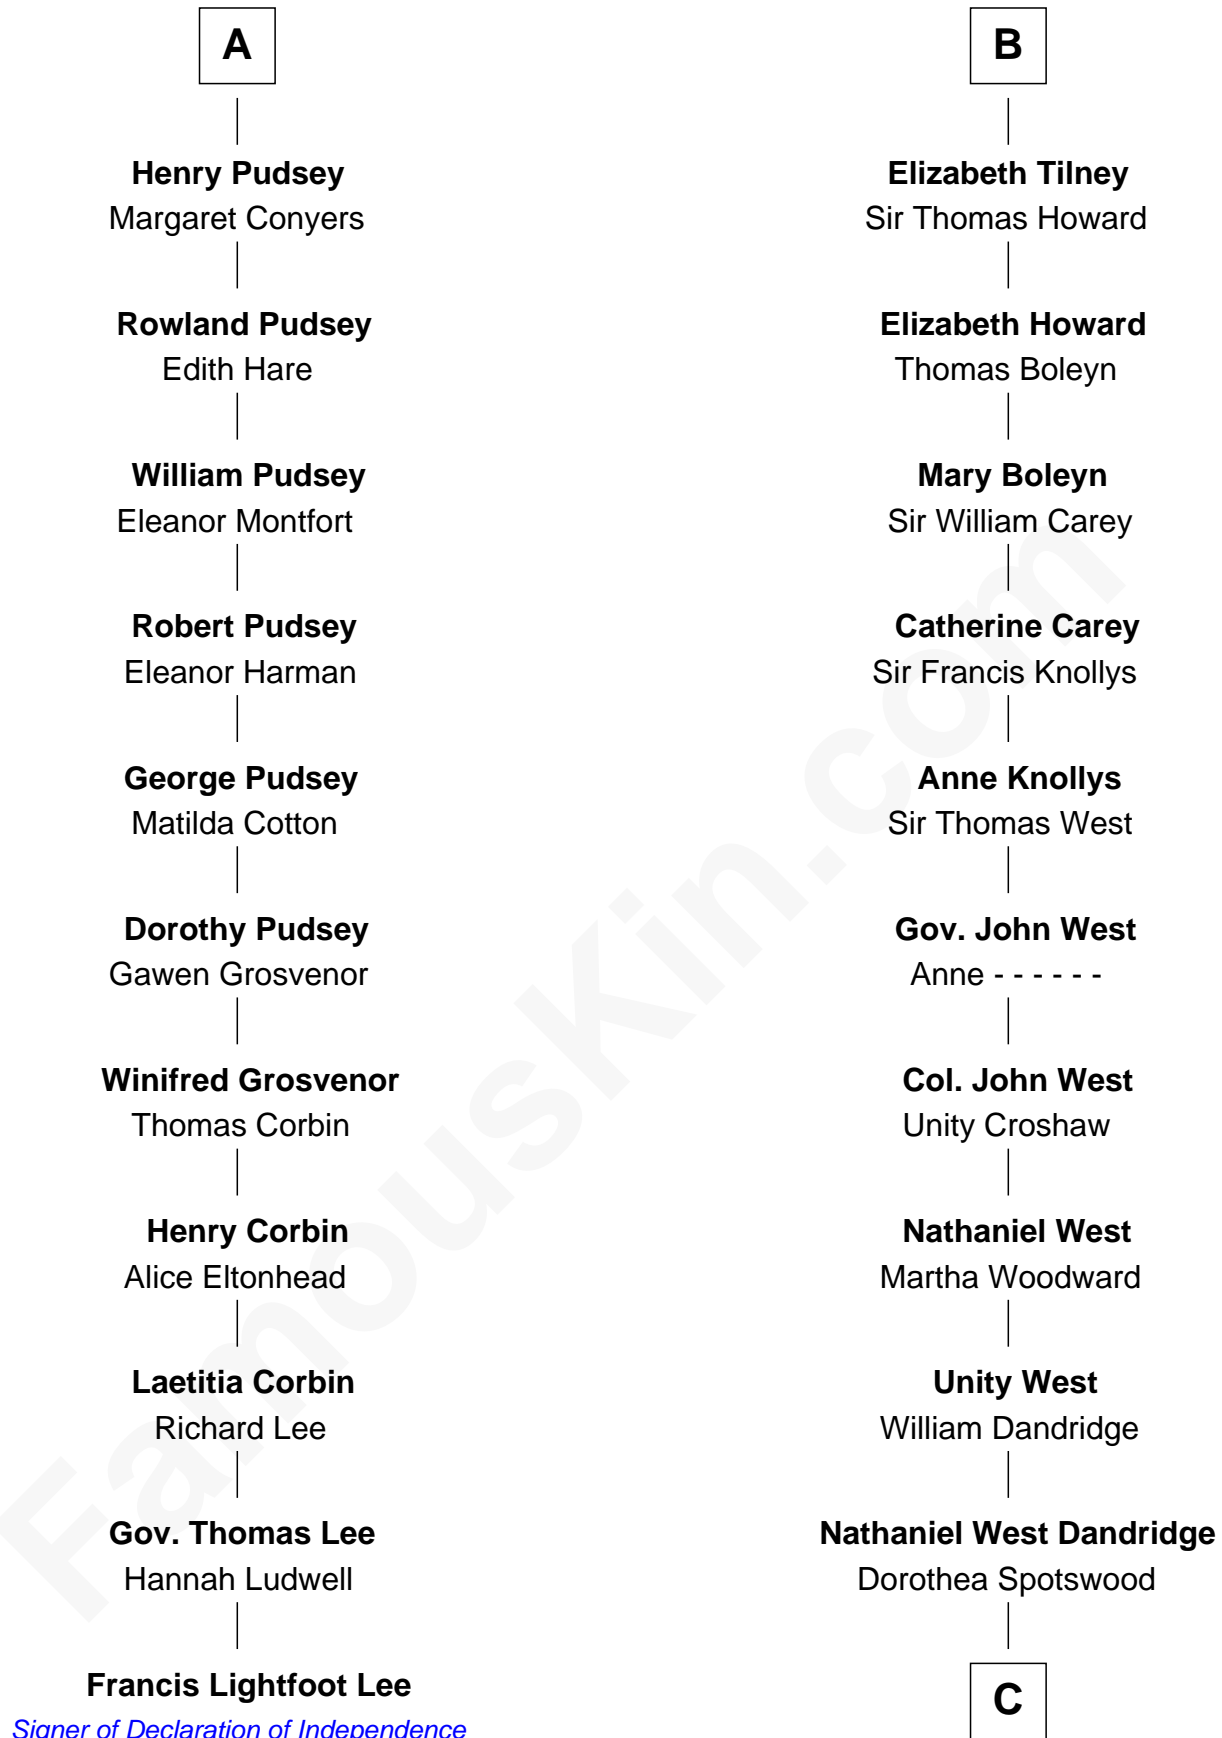 A
Henry Pudsey
Margaret Conyers
Rowland Pudsey
Edith Hare
William Pudsey
Eleanor Montfort
Robert Pudsey
Eleanor Harman
George Pudsey
Matilda Cotton
Dorothy Pudsey
Gawen Grosvenor
Winifred Grosvenor
Thomas Corbin
Henry Corbin
Alice Eltonhead
Laetitia Corbin
Richard Lee
Gov. Thomas Lee
Hannah Ludwell
Francis Lightfoot Lee
Signer of Declaration of Independence
B
Elizabeth Tilney
Sir Thomas Howard
Elizabeth Howard
Thomas Boleyn
Mary Boleyn
Sir William Carey
Catherine Carey
Sir Francis Knollys
Anne Knollys
Sir Thomas West
Gov. John West
Anne - - - - - -
Col. John West
Unity Croshaw
Nathaniel West
Martha Woodward
Unity West
William Dandridge
Nathaniel West Dandridge
Dorothea Spotswood
C
FamousKin.com